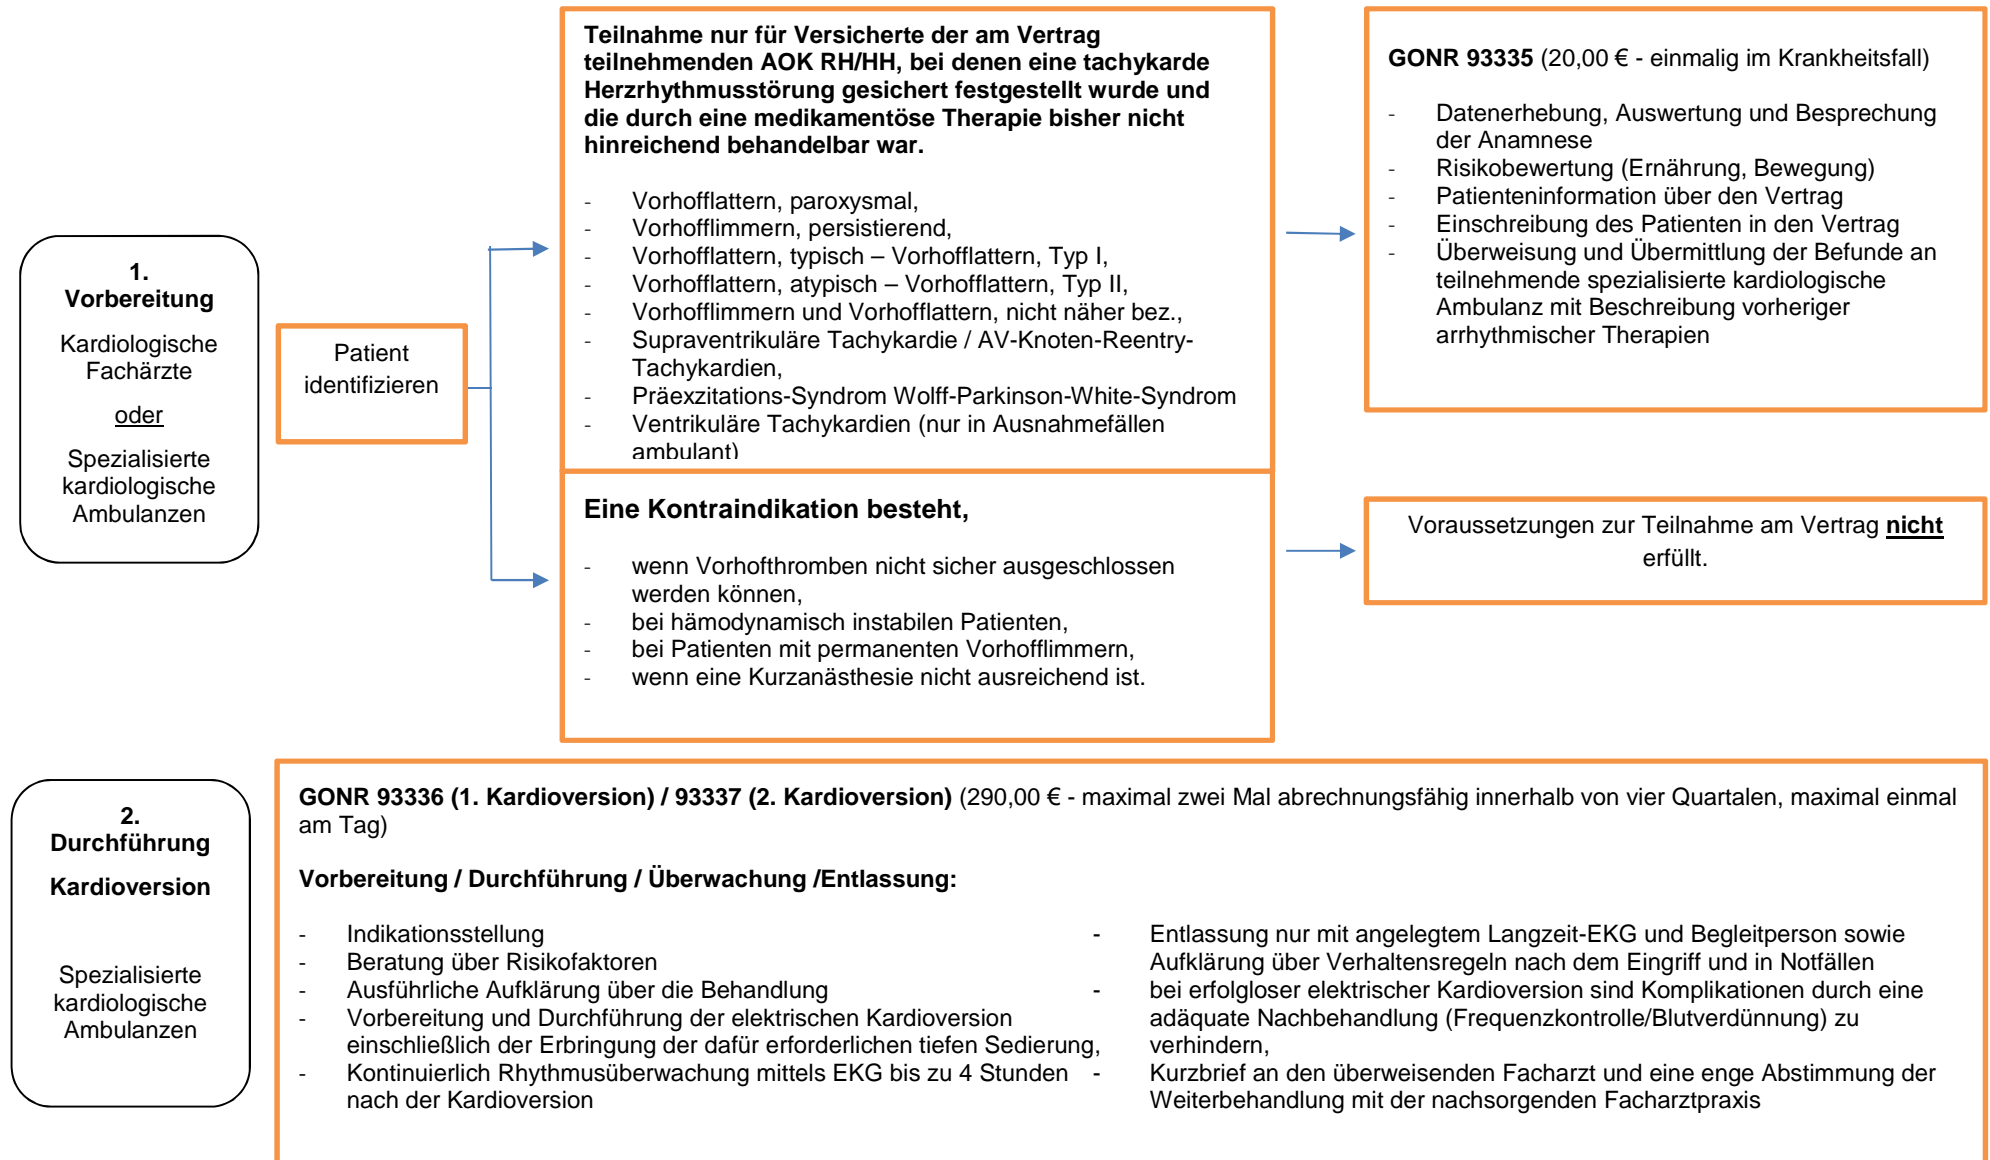 1.
Vorbereitung
Kardiologische
Fachärzte
oder
Spezialisierte
kardiologische
Ambulanzen
Patient
identifizieren
Teilnahme nur für Versicherte der am Vertrag
teilnehmenden AOK RH/HH, bei denen eine tachykarde
Herzrhythmusstörung gesichert festgestellt wurde und
die durch eine medikamentöse Therapie bisher nicht
hinreichend behandelbar war.
- Vorhofflattern, paroxysmal,
- Vorhofflimmern, persistierend,
- Vorhofflattern, typisch – Vorhofflattern, Typ I,
- Vorhofflattern, atypisch – Vorhofflattern, Typ II,
- Vorhofflimmern und Vorhofflattern, nicht näher bez.,
- Supraventrikuläre Tachykardie / AV-Knoten-Reentry-
Tachykardien,
- Präexzitations-Syndrom Wolff-Parkinson-White-Syndrom
- Ventrikuläre Tachykardien (nur in Ausnahmefällen
ambulant)
GONR 93335 (20,00 € - einmalig im Krankheitsfall)
- Datenerhebung, Auswertung und Besprechung
der Anamnese
- Risikobewertung (Ernährung, Bewegung)
- Patienteninformation über den Vertrag
- Einschreibung des Patienten in den Vertrag
- Überweisung und Übermittlung der Befunde an
teilnehmende spezialisierte kardiologische
Ambulanz mit Beschreibung vorheriger
arrhythmischer Therapien
Eine Kontraindikation besteht,
- wenn Vorhofthromben nicht sicher ausgeschlossen
werden können,
- bei hämodynamisch instabilen Patienten,
- bei Patienten mit permanenten Vorhofflimmern,
- wenn eine Kurzanästhesie nicht ausreichend ist.
Voraussetzungen zur Teilnahme am Vertrag nicht
erfüllt.
2.
Durchführung
Kardioversion
Spezialisierte
kardiologische
Ambulanzen
GONR 93336 (1. Kardioversion) / 93337 (2. Kardioversion) (290,00 € - maximal zwei Mal abrechnungsfähig innerhalb von vier Quartalen, maximal einmal
am Tag)
Vorbereitung / Durchführung / Überwachung /Entlassung:
- Indikationsstellung
- Beratung über Risikofaktoren
- Ausführliche Aufklärung über die Behandlung
- Vorbereitung und Durchführung der elektrischen Kardioversion
einschließlich der Erbringung der dafür erforderlichen tiefen Sedierung,
- Kontinuierlich Rhythmusüberwachung mittels EKG bis zu 4 Stunden
nach der Kardioversion
- Entlassung nur mit angelegtem Langzeit-EKG und Begleitperson sowie
Aufklärung über Verhaltensregeln nach dem Eingriff und in Notfällen
- bei erfolgloser elektrischer Kardioversion sind Komplikationen durch eine
adäquate Nachbehandlung (Frequenzkontrolle/Blutverdünnung) zu
verhindern,
- Kurzbrief an den überweisenden Facharzt und eine enge Abstimmung der
Weiterbehandlung mit der nachsorgenden Facharztpraxis